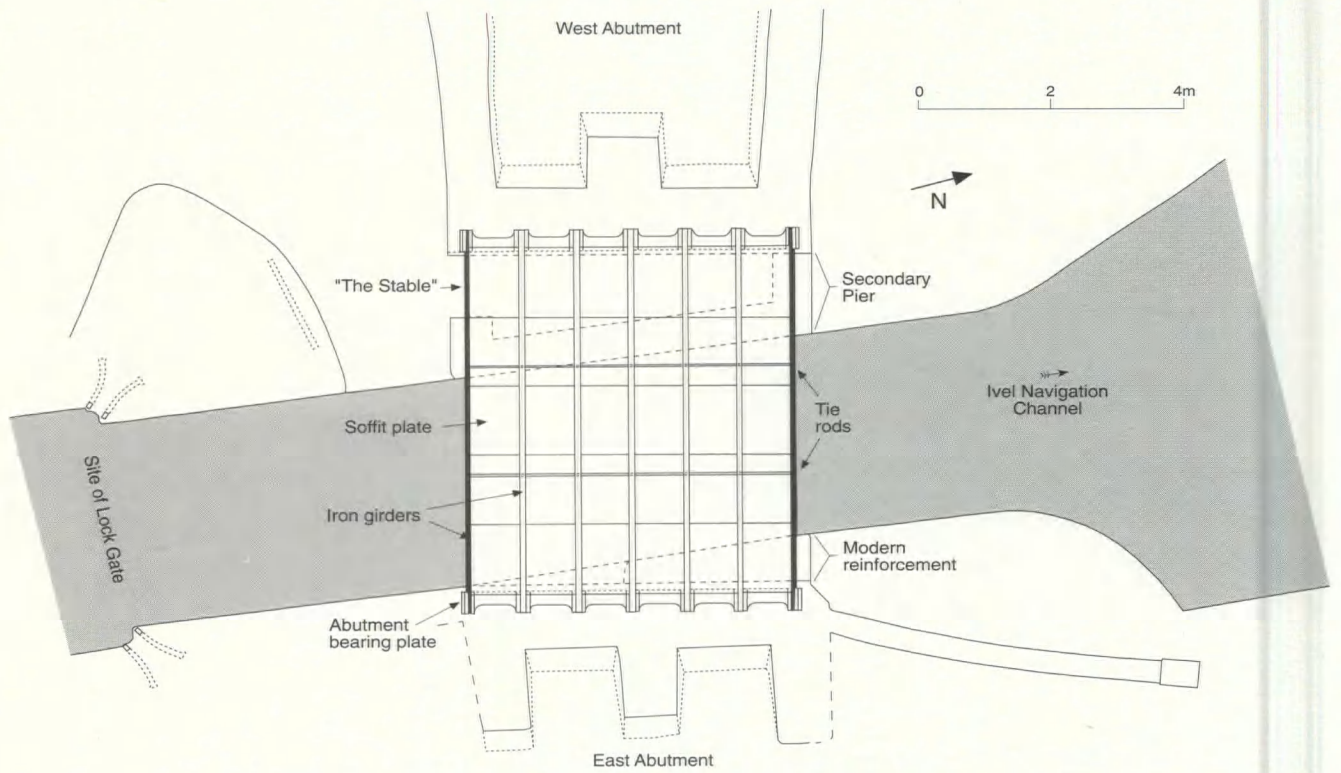 West Abutment
0 2 4m
N
"The Stable"
Secondary
Pier
Ivel Navigation
Channel
Soffit plate
Tie
rods
Site of Lock Gate
Iron girders
Modern
reinforcement
Abutment
bearing plate
East Abutment